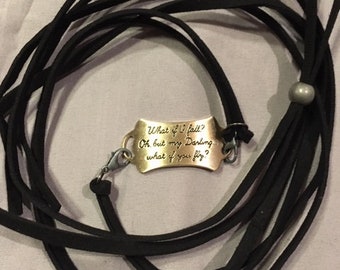 What if I fall?
Oh but my Darling
what if you fly?